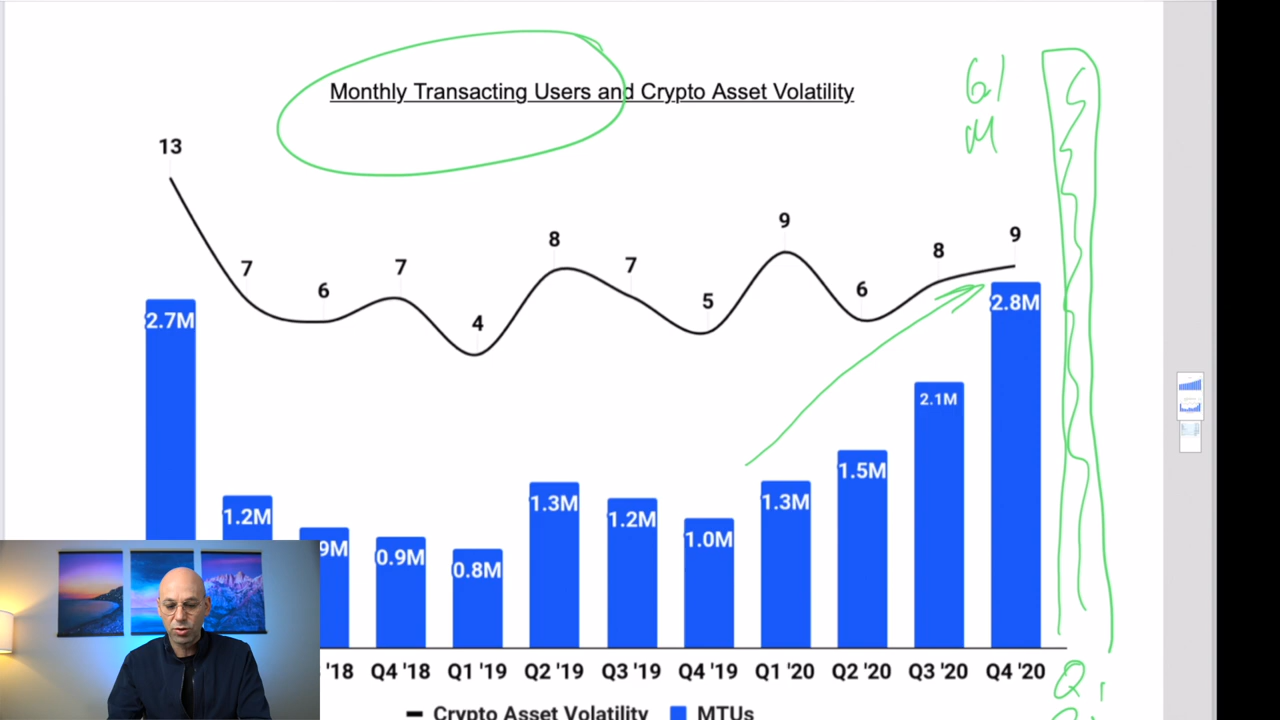 Monthly Transacting Users and Crypto Asset Volatility
61
M
13
7
6
7
4
8
7
5
9
6
8
9
2.7M
1.2M
9M
0.9M
0.8M
1.3M
1.2M
1.0M
1.3M
1.5M
2.1M
2.8M
'18 Q4 '18 Q1 '19 Q2 '19 Q3 '19 Q4 '19 Q1 '20 Q2 '20 Q3 '20 Q4 '20
Q1
Crypto Asset Volatility MTUs